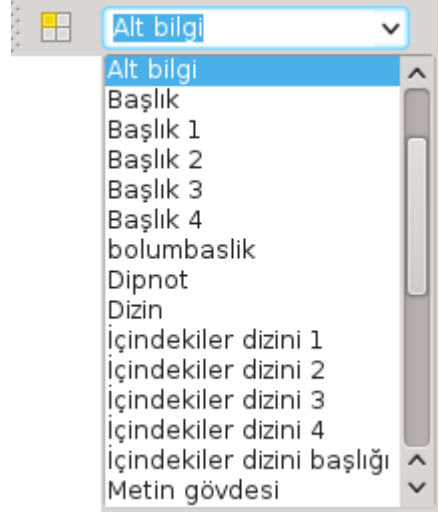 Alt bilgi
Alt bilgi
Başlık
Başlık 1
Başlık 2
Başlık 3
Başlık 4
bolumbaslik
Dipnot
Dizin
İçindekiler dizini 1
İçindekiler dizini 2
İçindekiler dizini 3
İçindekiler dizini 4
İçindekiler dizini başlığı
Metin gövdesi